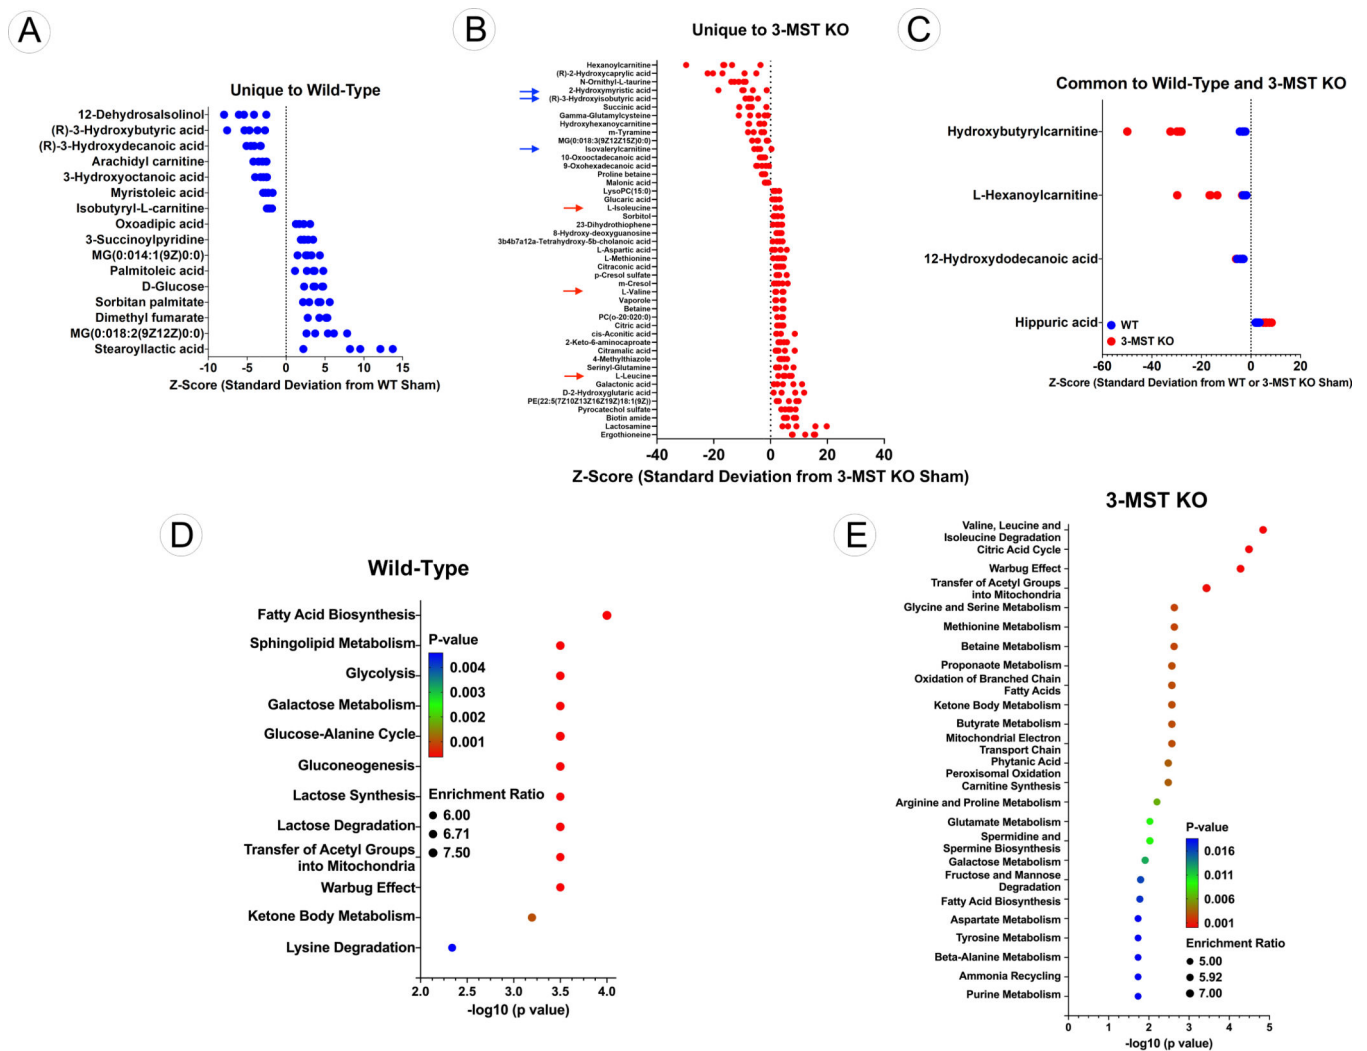 A
Unique to Wild-Type
12-Dehydrosalsolinol
(R)-3-Hydroxybutyric acid
(R)-3-Hydroxydecanoic acid
Arachidyl carnitine
3-Hydroxyoctanoic acid
Myristoleic acid
Isobutyryl-L-carnitine
Oxoadipic acid
3-Succinoylpyridine
MG(0:014:1(9Z)0:0)
Palmitoleic acid
D-Glucose
Sorbitan palmitate
Dimethyl fumarate
MG(0:018:2(9Z12Z)0:0)
Stearoyllactic acid
-10 -5 0 5 10 15
Z-Score (Standard Deviation from WT Sham)
B
Unique to 3-MST KO
Hexanoylcarnitine
(R)-2-Hydroxycaprylic acid
N-Ornithyl-L-taurine
2-Hydroxymyristic acid
(R)-3-Hydroxyisobutyric acid
Succinic acid
Gamma-Glutamylcysteine
Hydroxyhexanoycarnitine
m-Tyramine
MG(0:018:3(9Z12Z15Z)0:0)
Isovalerylcarnitine
10-Oxooctadecanoic acid
9-Oxohexadecanoic acid
Proline betaine
Malonic acid
LysoPC(15:0)
Glucaric acid
L-Isoleucine
Sorbitol
23-Dihydrothiophene
8-Hydroxy-deoxyguanosine
3b4b7a12a-Tetrahydroxy-5b-cholanoic acid
L-Aspartic acid
L-Methionine
Citraconic acid
p-Cresol sulfate
m-Cresol
L-Valine
Vaporole
Betaine
PC(o-20:020:0)
Citric acid
cis-Aconitic acid
2-Keto-6-aminocaproate
Citramalic acid
4-Methylthiazole
Serinyl-Glutamine
L-Leucine
Galactonic acid
D-2-Hydroxyglutaric acid
PE(22:5(7Z10Z13Z16Z19Z)18:1(9Z))
Pyrocatechol sulfate
Biotin amide
Lactosamine
Ergothioneine
-40 -20 0 20 40
Z-Score (Standard Deviation from 3-MST KO Sham)
C
Common to Wild-Type and 3-MST KO
Hydroxybutyrylcarnitine
L-Hexanoylcarnitine
12-Hydroxydodecanoic acid
Hippuric acid
WT
3-MST KO
-60 -40 -20 0 20
Z-Score (Standard Deviation from WT or 3-MST KO Sham)
D
Wild-Type
Fatty Acid Biosynthesis
Sphingolipid Metabolism
Glycolysis
Galactose Metabolism
Glucose-Alanine Cycle
Gluconeogenesis
Lactose Synthesis
Lactose Degradation
Transfer of Acetyl Groups
into Mitochondria
Warbug Effect
Ketone Body Metabolism
Lysine Degradation
P-value
0.004
0.003
0.002
0.001
Enrichment Ratio
6.00
6.71
7.50
2.0 2.5 3.0 3.5 4.0
-log10 (p value)
E
3-MST KO
Valine, Leucine and
Isoleucine Degradation
Citric Acid Cycle
Warbug Effect
Transfer of Acetyl Groups
into Mitochondria
Glycine and Serine Metabolism
Methionine Metabolism
Betaine Metabolism
Proponaote Metabolism
Oxidation of Branched Chain
Fatty Acids
Ketone Body Metabolism
Butyrate Metabolism
Mitochondrial Electron
Transport Chain
Phytanic Acid
Peroxisomal Oxidation
Carnitine Synthesis
Arginine and Proline Metabolism
Glutamate Metabolism
Spermidine and
Spermine Biosynthesis
Galactose Metabolism
Fructose and Mannose
Degradation
Fatty Acid Biosynthesis
Aspartate Metabolism
Tyrosine Metabolism
Beta-Alanine Metabolism
Ammonia Recycling
Purine Metabolism
P-value
0.016
0.011
0.006
0.001
Enrichment Ratio
5.00
5.92
7.00
0 1 2 3 4 5
-log10 (p value)